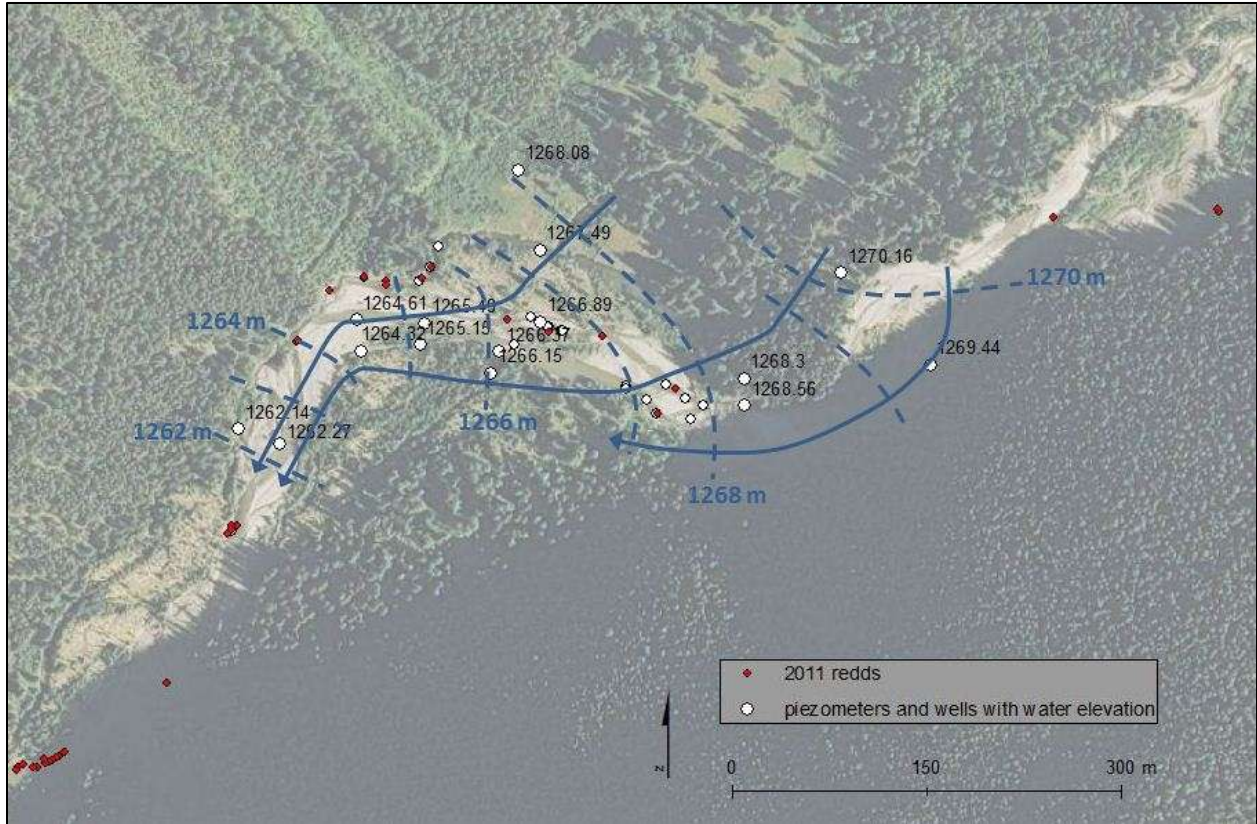 1268.08
1267.49
1270.16
1270 m
1264.61
1265.49
1266.89
1264 m
1264.32
1265.15
1266.37
1266.15
1268.3
1269.44
1268.56
1262.14
1266 m
1262 m
1262.27
1268 m
2011 redds
piezometers and wells with water elevation
z
0
150
300 m